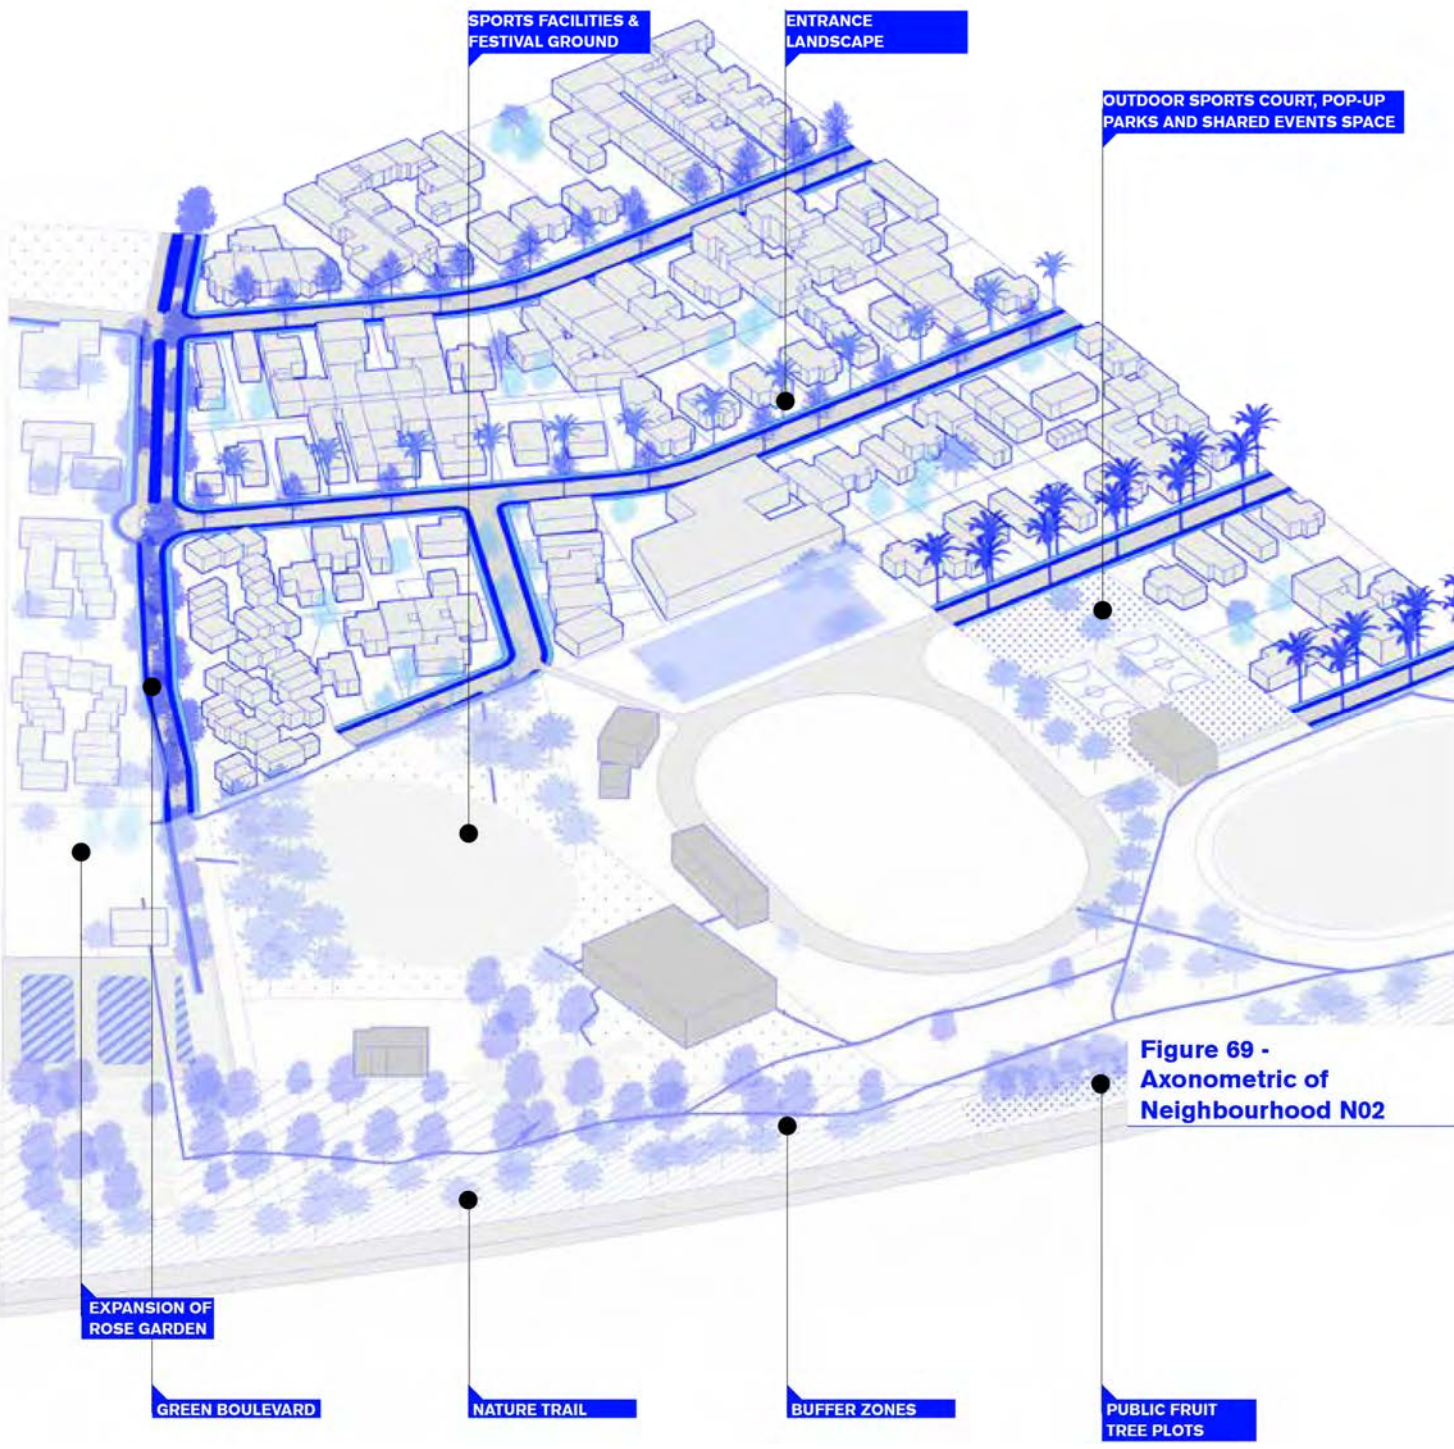 SPORTS FACILITIES &
FESTIVAL GROUND
ENTRANCE
LANDSCAPE
OUTDOOR SPORTS COURT, POP-UP
PARKS AND SHARED EVENTS SPACE
Figure 69 -
Axonometric of
Neighbourhood N02
EXPANSION OF
ROSE GARDEN
GREEN BOULEVARD
NATURE TRAIL
BUFFER ZONES
PUBLIC FRUIT
TREE PLOTS